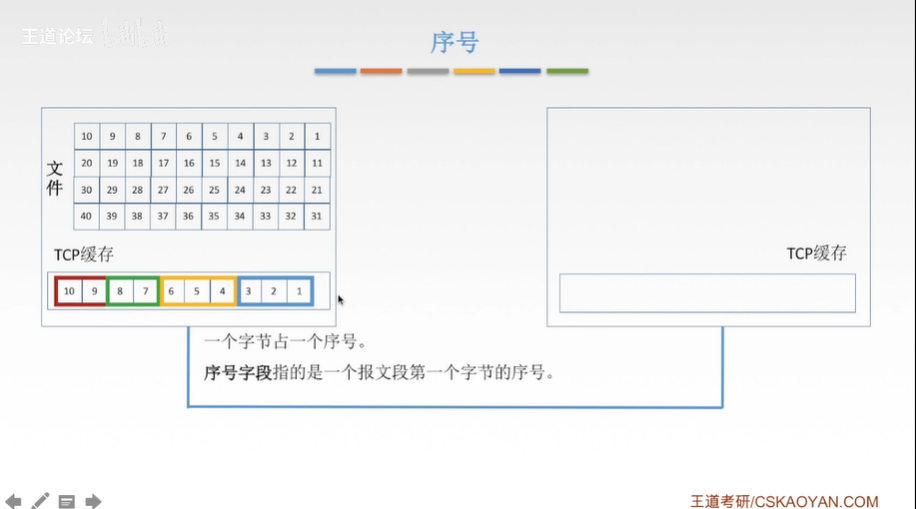 王道论坛
序号
10 9 8 7 6 5 4 3 2 1
文件
20 19 18 17 16 15 14 13 12 11
30 29 28 27 26 25 24 23 22 21
40 39 38 37 36 35 34 33 32 31
TCP缓存
TCP缓存
10 9 8 7 6 5 4 3 2 1
一个字节占一个序号。
序号字段指的是一个报文段第一个字节的序号。
王道考研/CSKAOYAN.COM